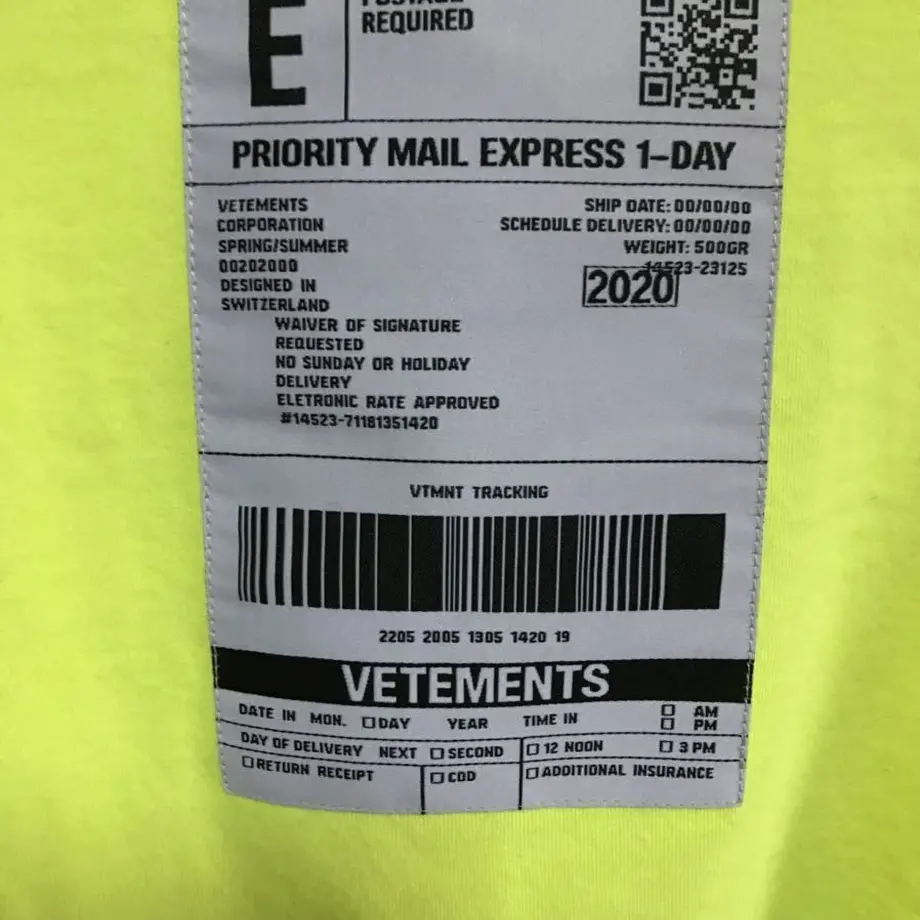 E
POSTAGE
REQUIRED
PRIORITY MAIL EXPRESS 1-DAY
VETEMENTS
CORPORATION
SPRING/SUMMER
00202000
DESIGNED IN
SWITZERLAND
SHIP DATE: 00/00/00
SCHEDULE DELIVERY: 00/00/00
WEIGHT: 500GR
14523-23125
2020
WAIVER OF SIGNATURE
REQUESTED
NO SUNDAY OR HOLIDAY
DELIVERY
ELETRONIC RATE APPROVED
#14523-71181351420
VTMNT TRACKING
2205 2005 1305 1420 19
VETEMENTS
DATE IN MON. DAY YEAR TIME IN AM
PM
DAY OF DELIVERY NEXT SECOND 12 NOON 3 PM
RETURN RECEIPT COD ADDITIONAL INSURANCE